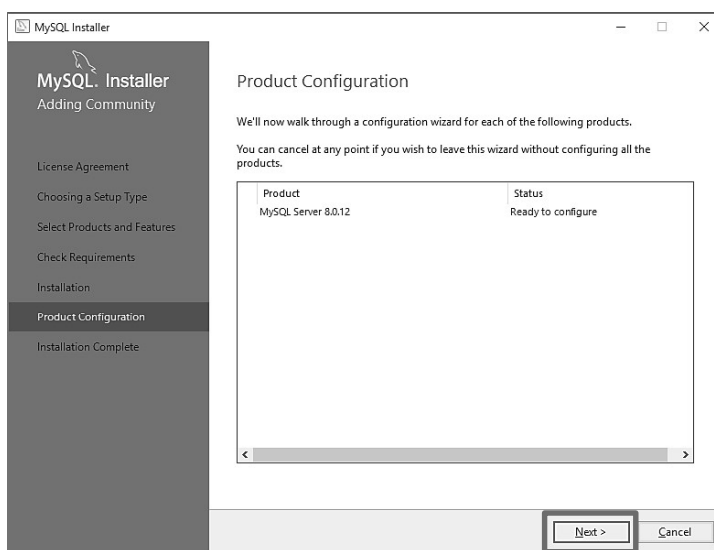 MySQL Installer
MySQL. Installer
Adding Community
License Agreement
Choosing a Setup Type
Select Products and Features
Check Requirements
Installation
Product Configuration
Installation Complete
Product Configuration
We'll now walk through a configuration wizard for each of the following products.
You can cancel at any point if you wish to leave this wizard without configuring all the
products.
Product Status
MySQL Server 8.0.12 Ready to configure
Next > Cancel